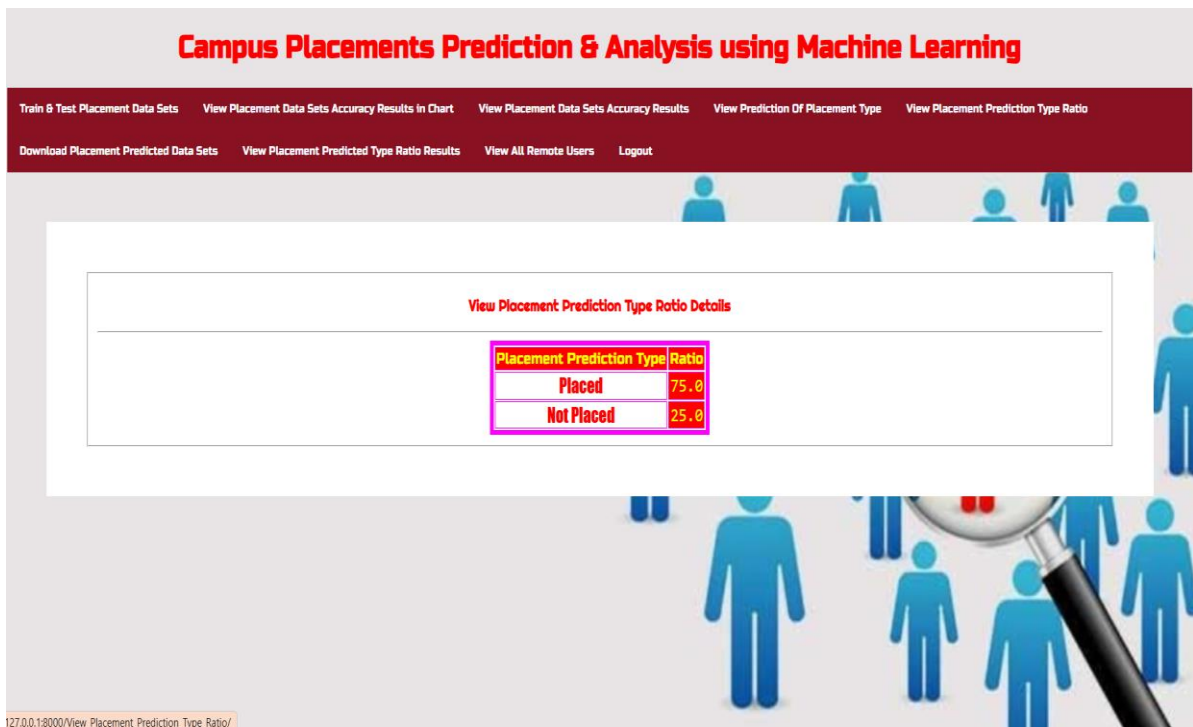 Campus Placements Prediction & Analysis using Machine Learning
Train & Test Placement Data Sets View Placement Data Sets Accuracy Results in Chart View Placement Data Sets Accuracy Results View Prediction Of Placement Type View Placement Prediction Type Ratio
Download Placement Predicted Data Sets View Placement Predicted Type Ratio Results View All Remote Users Logout
View Placement Prediction Type Ratio Details
Placement Prediction Type Ratio
Placed 75.0
Not Placed 25.0
127.0.0.1:8000/View_Placement_Prediction_Type_Ratio/